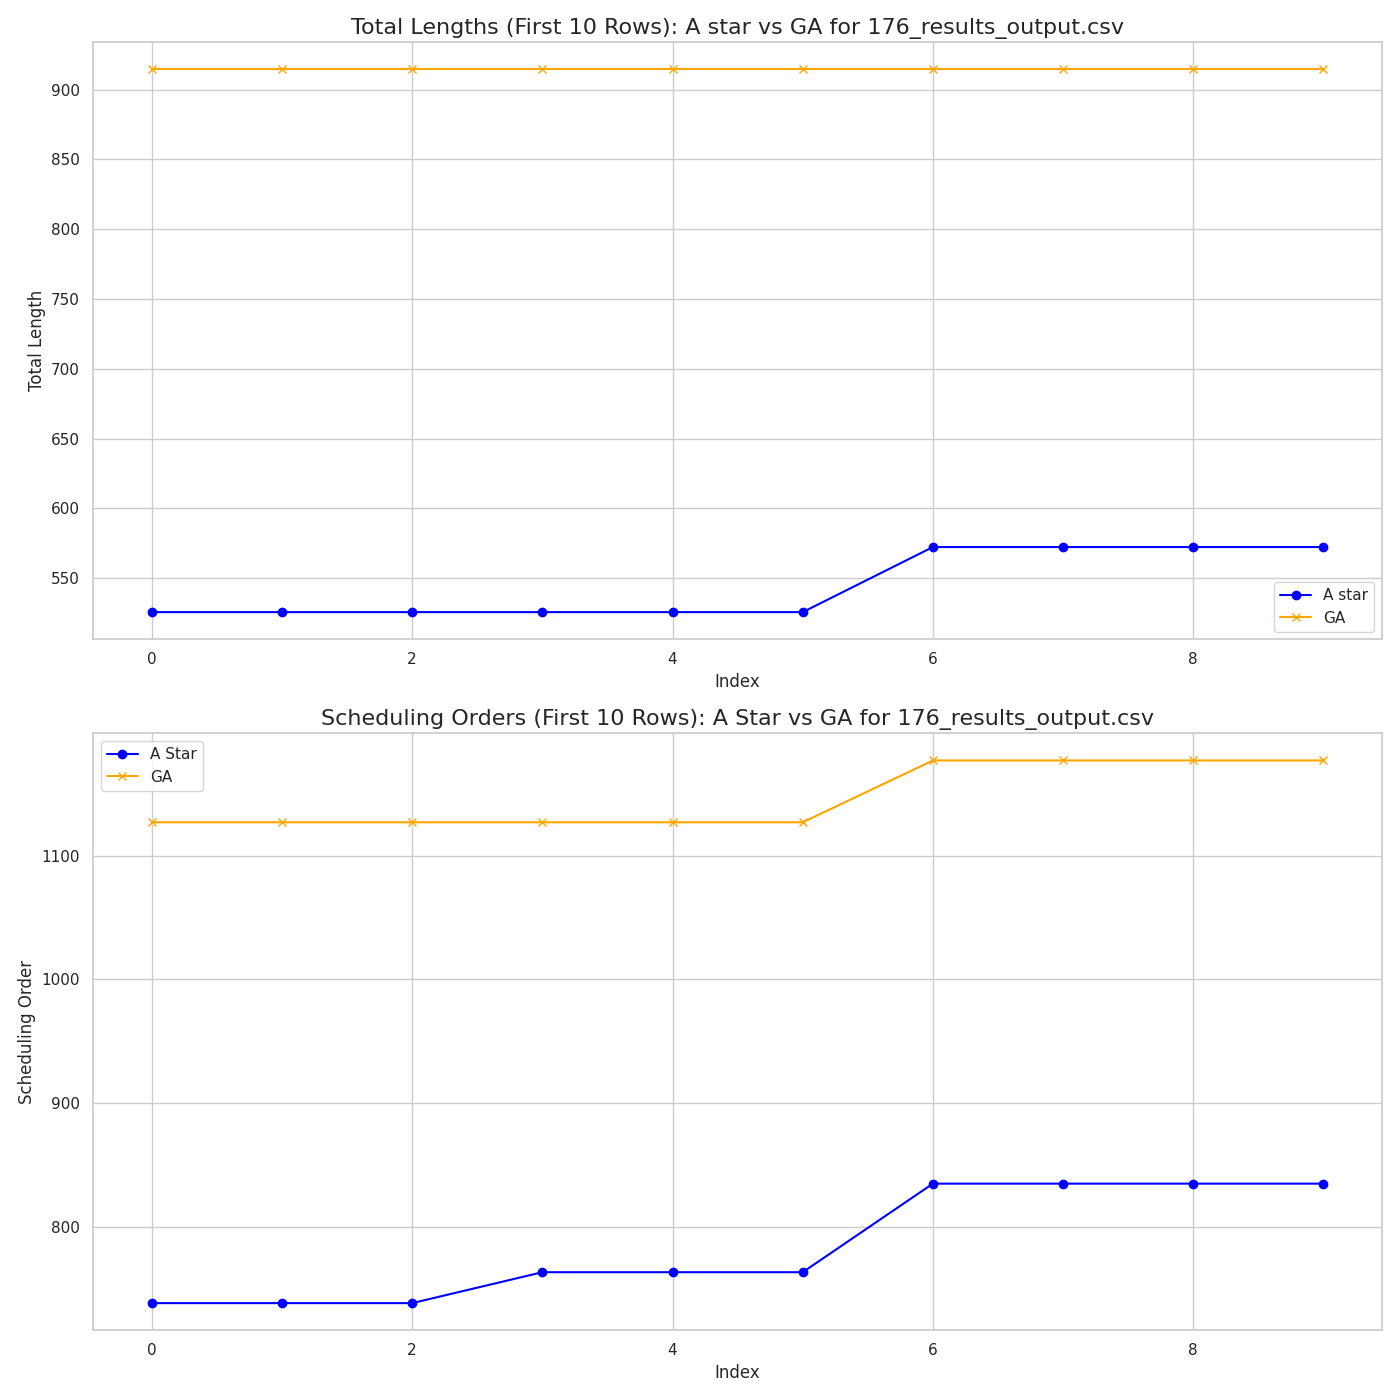 Total Lengths (First 10 Rows): A star vs GA for 176_results_output.csv
Total Length
900
850
800
750
700
650
600
550
A star
GA
0 2 4 6 8
Index
Scheduling Orders (First 10 Rows): A Star vs GA for 176_results_output.csv
A Star
GA
Scheduling Order
1100
1000
900
800
0 2 4 6 8
Index